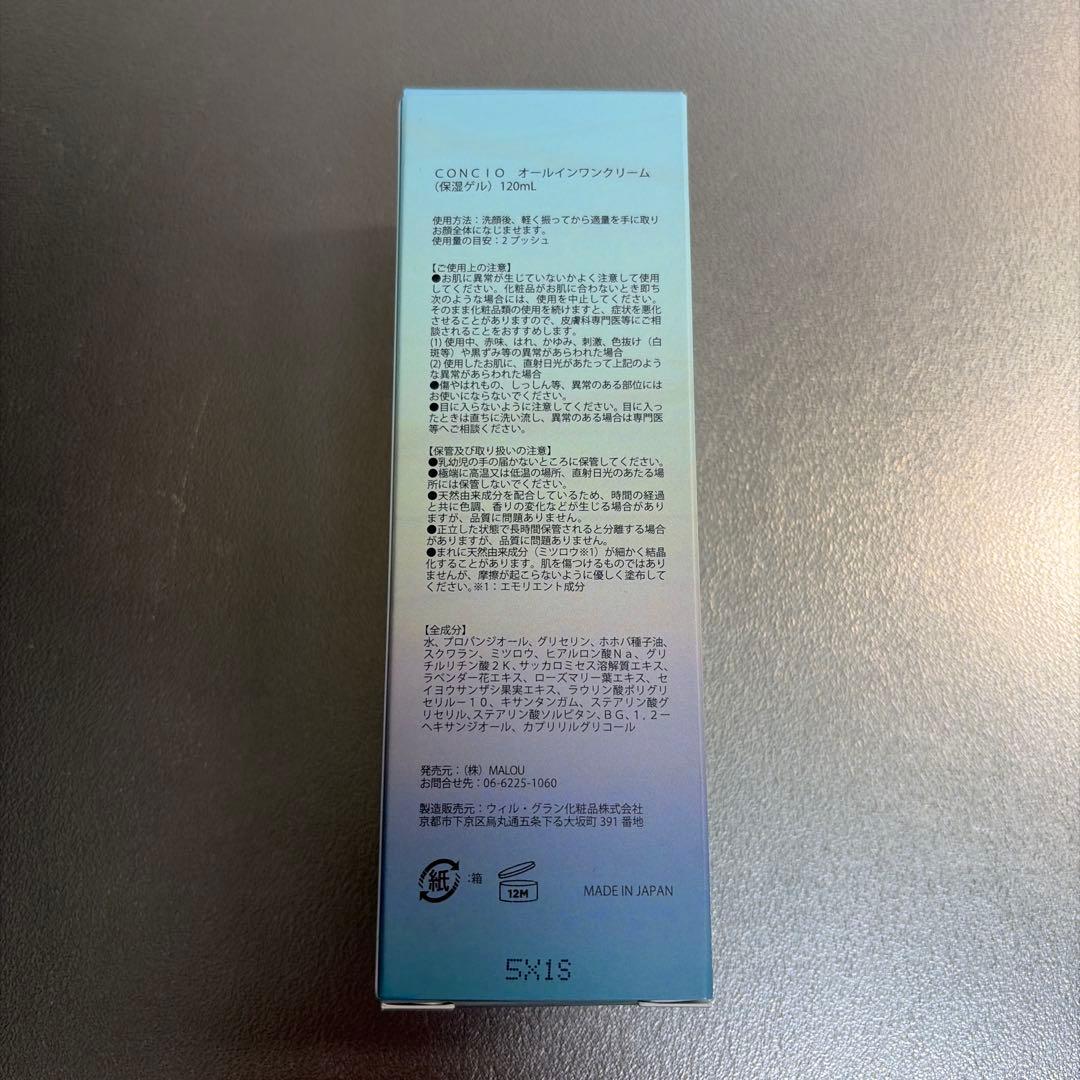 CONCIO オールインワンクリーム
(保湿ゲル)120mL
使用方法：洗顔後、軽く振ってから適量を手に取り
お顔全体になじませます。
使用量の目安：2プッシュ
【ご使用上の注意】
●お肌に異常が生じていないかよく注意して使用
してください。化粧品がお肌に合わないとき即ち
次のような場合には、使用を中止してください。
そのまま化粧品類の使用を続けますと、症状を悪化
させることがありますので、皮膚科専門医等にご相
談されることをおすすめします。
(1) 使用中、赤味、はれ、かゆみ、刺激、色抜け（白
斑等）や黒ずみ等の異常があらわれた場合
(2) 使用したお肌に、直射日光があたって上記のよう
な異常があらわれた場合
●傷やはれもの、しっしん等、異常のある部位には
お使いにならないでください。
●目に入らないように注意してください。目に入っ
たときは直ちに洗い流し、異常のある場合は専門医
等へご相談ください。
【保管及び取り扱いの注意】
●乳幼児の手の届かないところに保管してください。
●極端に高温又は低温の場所、直射日光のあたる場
所には保管しないでください。
●天然由来成分を配合しているため、時間の経過
と共に色調、香りの変化などが生じる場合があり
ますが、品質に問題ありません。
●正立した状態で長時間保管されると分離する場合
がありますが、品質に問題ありません。
●まれに天然由来成分（ミツロウ※1）が細かく結晶
化することがあります。肌を傷つけるものではあり
ませんが、摩擦が起こらないように優しく塗布して
ください。※1：エモリエント成分
【全成分】
水、プロパンジオール、グリセリン、ホホバ種子油、
スクワラン、ミツロウ、ヒアルロン酸Ｎａ、グリ
チルリチン酸２Ｋ、サッカロミセス溶解質エキス、
ラベンダー花エキス、ローズマリー葉エキス、セ
イヨウサンザシ果実エキス、ラウリン酸ポリグリ
セリル－１０、キサンタンガム、ステアリン酸グ
リセリル、ステアリン酸ソルビタン、ＢＧ、１，２－
ヘキサンジオール、カプリリルグリコール
発売元：（株）MALOU
お問合せ先：06-6225-1060
製造販売元：ウィル・グラン化粧品株式会社
京都市下京区烏丸通五条下る大坂町 391 番地
紙 ：箱 12M MADE IN JAPAN
5X1S